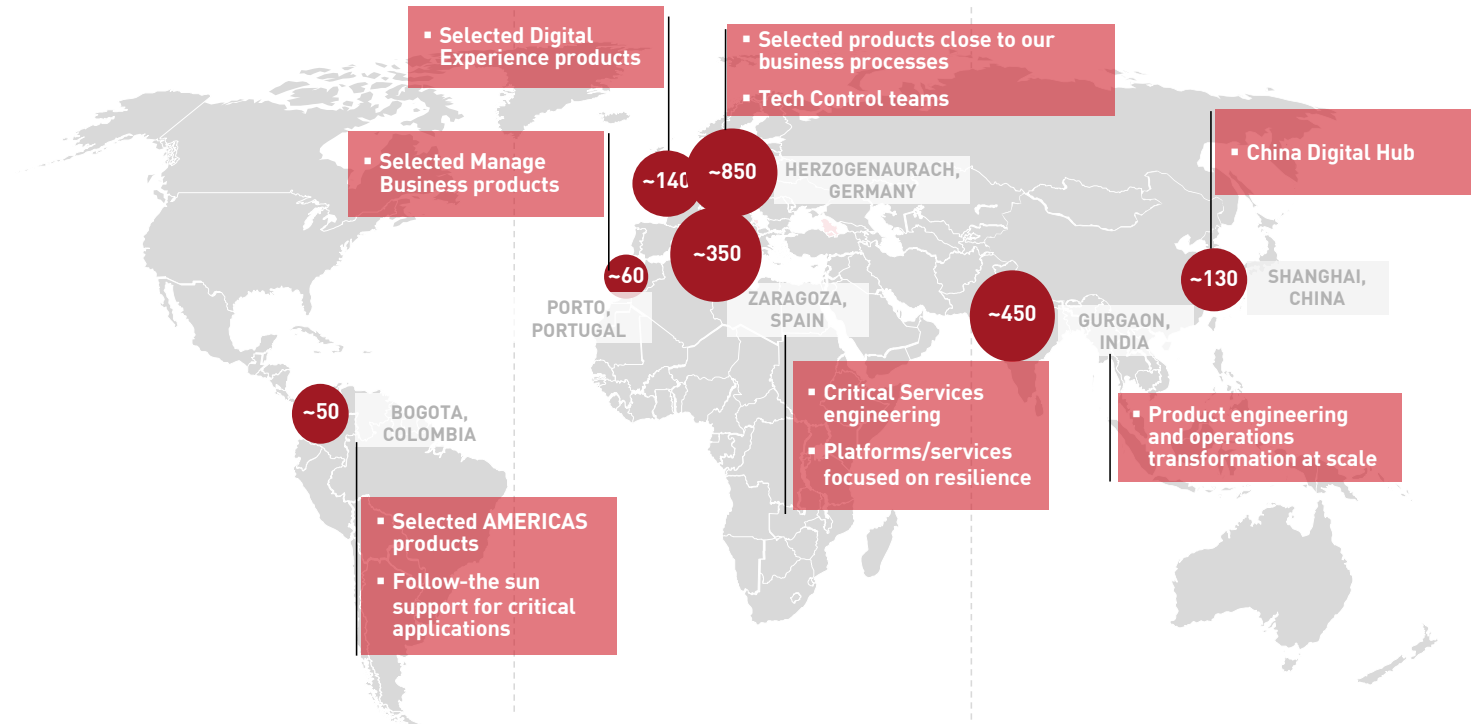 ▪ Selected Digital
Experience products
▪ Selected products close to our
business processes
▪ Tech Control teams
▪ Selected Manage
Business products
▪ China Digital Hub
~140
~850
HERZOGENAURACH,
GERMANY
~350
ZARAGOZA,
SPAIN
~60
PORTO,
PORTUGAL
~450
GURGAON,
INDIA
~130
SHANGHAI,
CHINA
▪ Critical Services
engineering
▪ Platforms/services
focused on resilience
▪ Product engineering
and operations
transformation at scale
~50
BOGOTA,
COLOMBIA
▪ Selected AMERICAS
products
▪ Follow-the sun
support for critical
applications